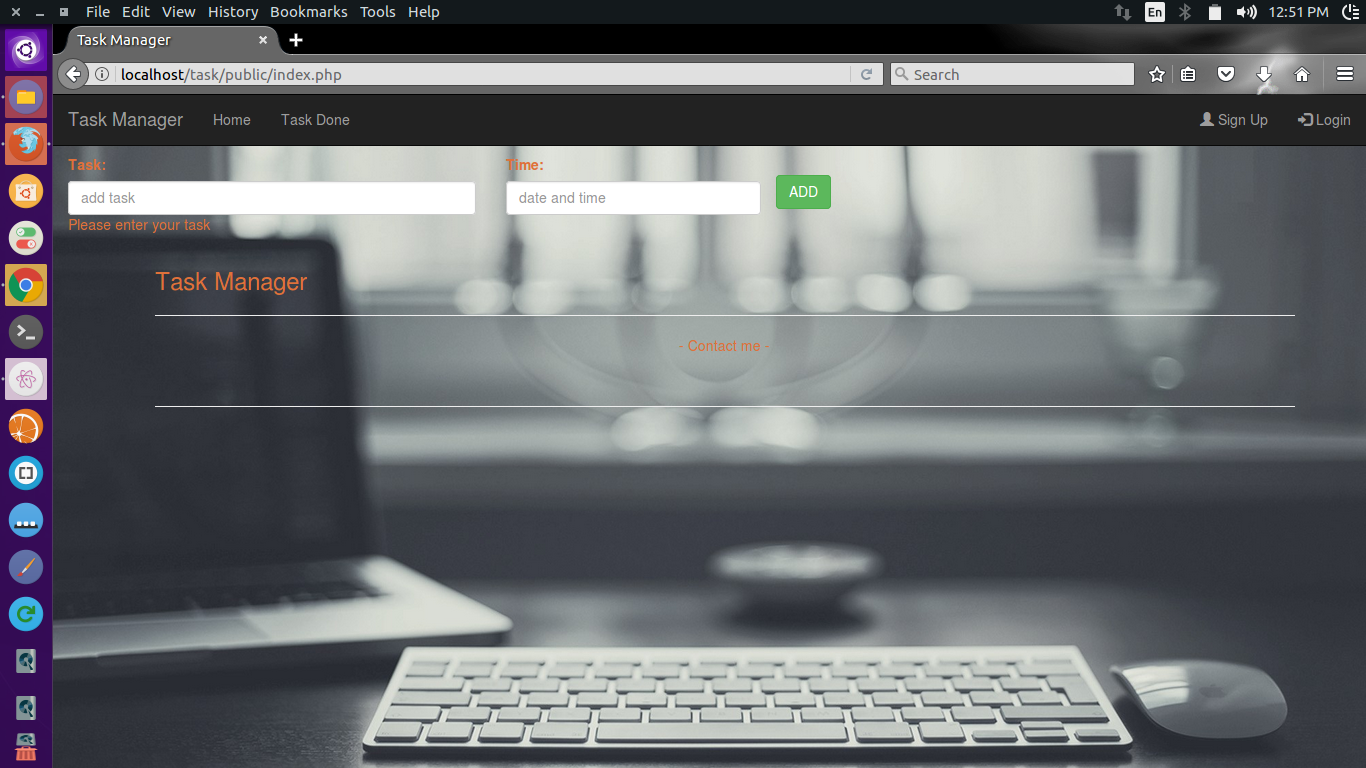 File Edit View History Bookmarks Tools Help
En
12:51 PM
Task Manager
localhost/task/public/index.php
Search
Task Manager Home Task Done Sign Up Login
Task: Time:
add task date and time ADD
Please enter your task
Task Manager
- Contact me -